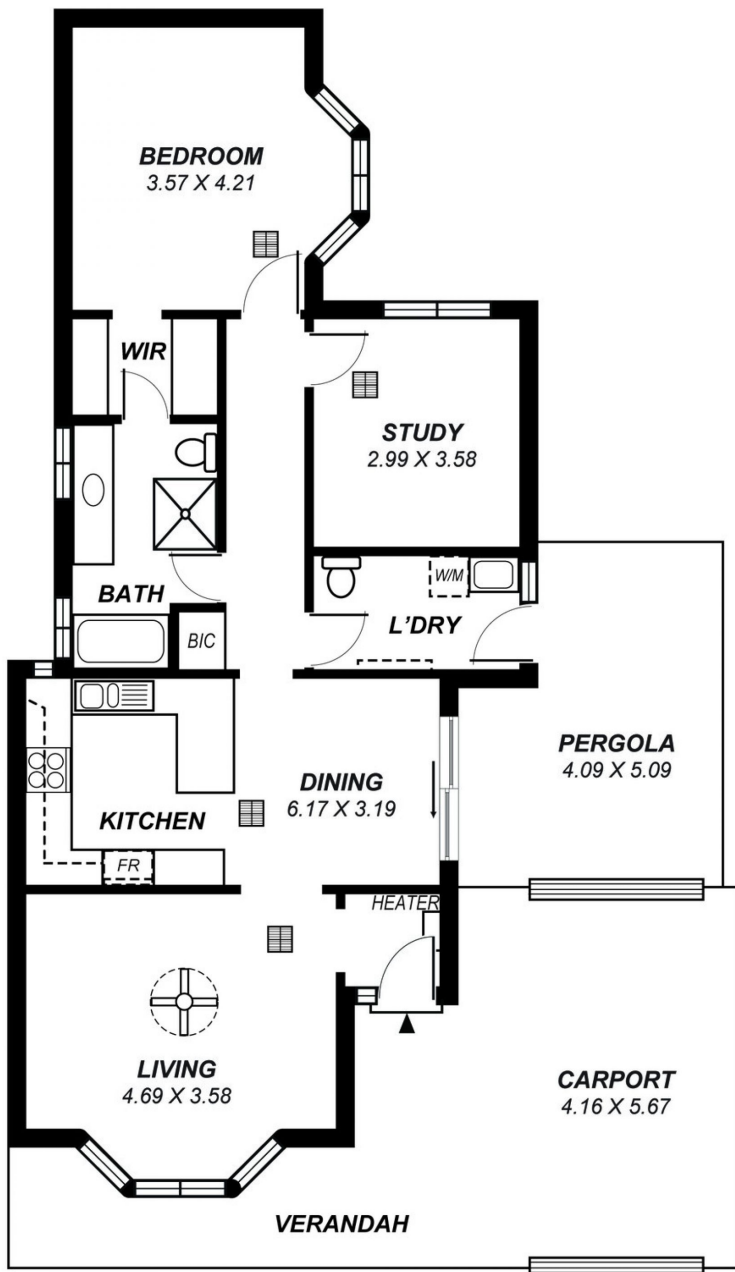 BEDROOM
3.57 X 4.21
WIR
STUDY
2.99 X 3.58
W/M
BATH
L'DRY
BIC
PERGOLA
4.09 X 5.09
DINING
6.17 X 3.19
KITCHEN
FR
HEATER
LIVING
4.69 X 3.58
CARPORT
4.16 X 5.67
VERANDAH